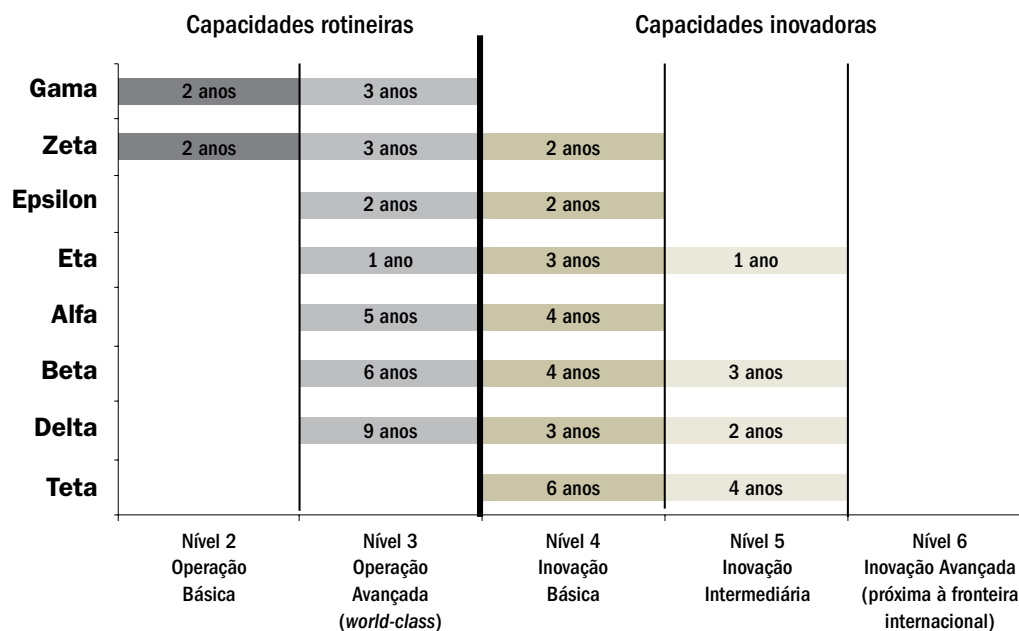 Capacidades rotineiras
Capacidades inovadoras
Gama
2 anos
3 anos
Zeta
2 anos
3 anos
2 anos
Epsilon
2 anos
2 anos
Eta
1 ano
3 anos
1 ano
Alfa
5 anos
4 anos
Beta
6 anos
4 anos
3 anos
Delta
9 anos
3 anos
2 anos
Teta
6 anos
4 anos
Nível 2
Operação
Básica
Nível 3
Operação
Avançada
(world-class)
Nível 4
Inovação
Básica
Nível 5
Inovação
Intermediária
Nível 6
Inovação Avançada
(próxima à fronteira
internacional)